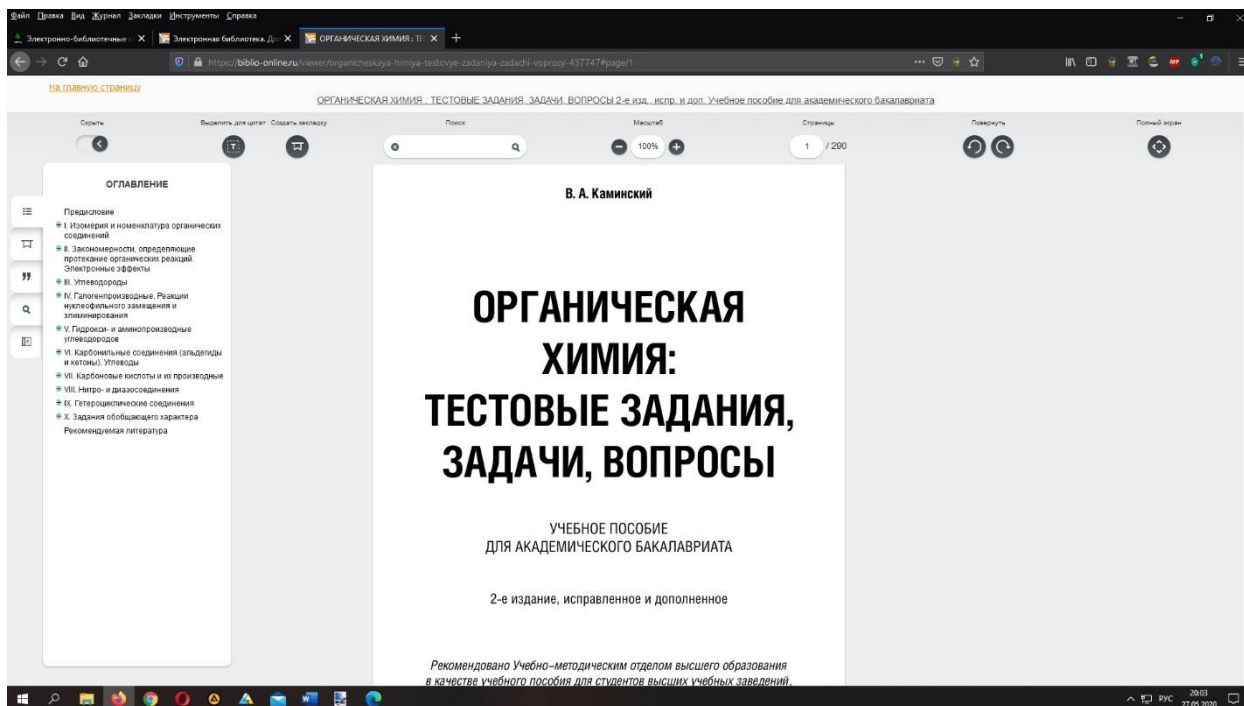 Файл Правка Вид Журнал Закладки Инструменты Справка
Электронно-библиотечные с
Электронная библиотека. Дл
ОРГАНИЧЕСКАЯ ХИМИЯ : ТЕ
https://biblio-online.ru/viewer/organicheskaya-himiya-testovye-zadaniya-zadachi-voprosy-437747#page/1
На главную страницу
ОРГАНИЧЕСКАЯ ХИМИЯ : ТЕСТОВЫЕ ЗАДАНИЯ, ЗАДАЧИ, ВОПРОСЫ 2-е изд., испр. и доп. Учебное пособие для академического бакалавриата
Скрыть Выделить для цитат Создать закладку Поиск Масштаб Страницы Повернуть Полный экран
100% 1 / 290
ОГЛАВЛЕНИЕ
Предисловие
I. Изомерия и номенклатура органических
соединений
II. Закономерности, определяющие
протекание органических реакций.
Электронные эффекты
III. Углеводороды
IV. Галогенпроизводные. Реакции
нуклеофильного замещения и
элиминирования
V. Гидрокси- и аминопроизводные
углеводородов
VI. Карбонильные соединения (альдегиды
и кетоны). Углеводы
VII. Карбоновые кислоты и их производные
VIII. Нитро- и диазосоединения
IX. Гетероциклические соединения
X. Задания обобщающего характера
Рекомендуемая литература
В. А. Каминский
ОРГАНИЧЕСКАЯ
ХИМИЯ:
ТЕСТОВЫЕ ЗАДАНИЯ,
ЗАДАЧИ, ВОПРОСЫ
УЧЕБНОЕ ПОСОБИЕ
ДЛЯ АКАДЕМИЧЕСКОГО БАКАЛАВРИАТА
2-е издание, исправленное и дополненное
Рекомендовано Учебно-методическим отделом высшего образования
в качестве учебного пособия для студентов высших учебных заведений,
РУС
20:03
27.05.2020